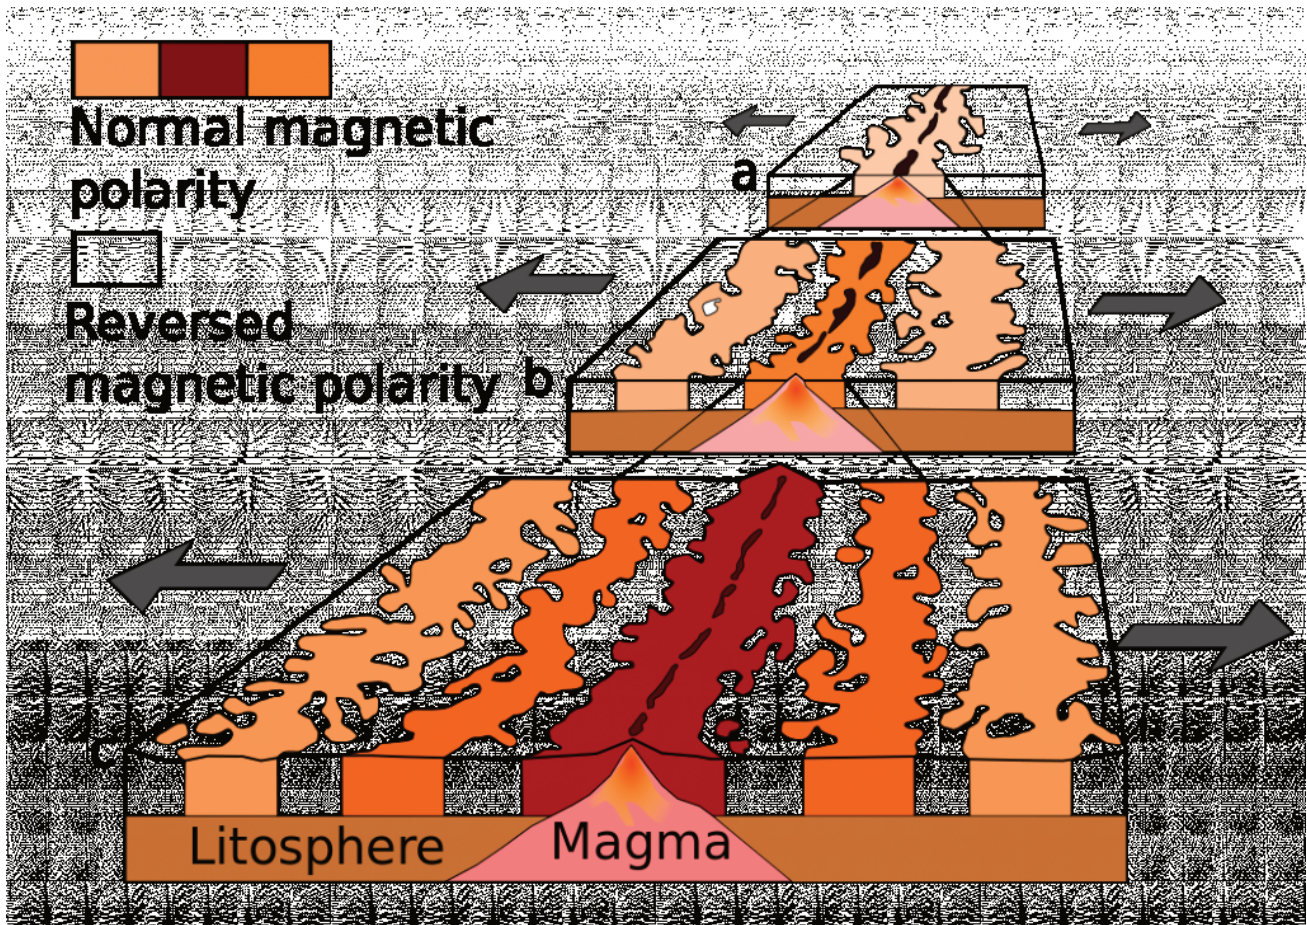 Normal magnetic
polarity
Reversed
magnetic polarity
a
b
c
Litosphere
Magma